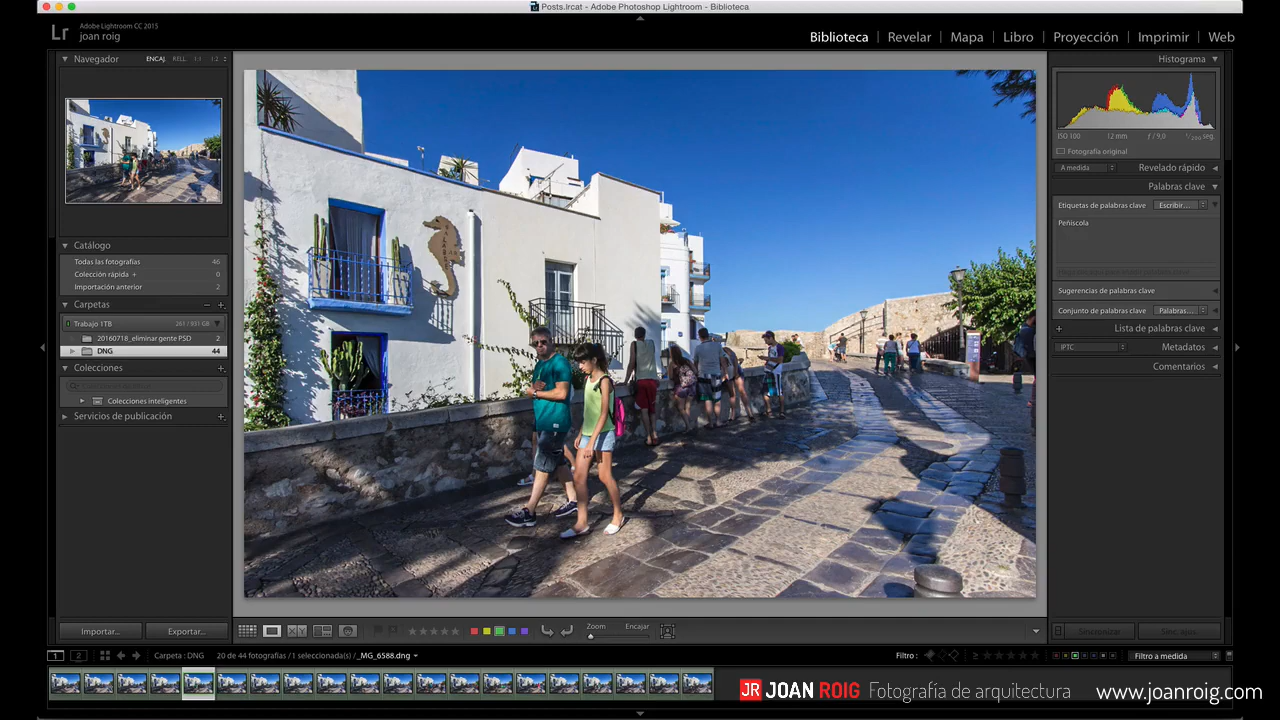 Posts.lrcat - Adobe Photoshop Lightroom - Biblioteca
Lr
Adobe Lightroom CC 2015
joan roig
Biblioteca | Revelar | Mapa | Libro | Proyección | Imprimir | Web
Navegador
ENCAJ. RELL. 1:1 1:2
Histograma
ISO 100 12 mm f / 9,0 1/200 seg.
Fotografía original
A medida
Revelado rápido
Palabras clave
Etiquetas de palabras clave Escribir...
Peñíscola
Sugerencias de palabras clave
Conjunto de palabras clave Palabras...
Lista de palabras clave
IPTC
Metadatos
Comentarios
Catálogo
Todas las fotografías 46
Colección rápida + 0
Importación anterior 2
Carpetas
Trabajo 1TB 261 / 931 GB
20160718_eliminar gente PSD 2
DNG 44
Colecciones
Colecciones inteligentes
Servicios de publicación
Importar... Exportar...
XY
Zoom Encajar
Sincronizar Sinc. ajus.
1 2
Carpeta : DNG 20 de 44 fotografías /1 seleccionada(s) / _MG_6588.dng
Filtro :
Filtro a medida
JR JOAN ROIG Fotografía de arquitectura www.joanroig.com